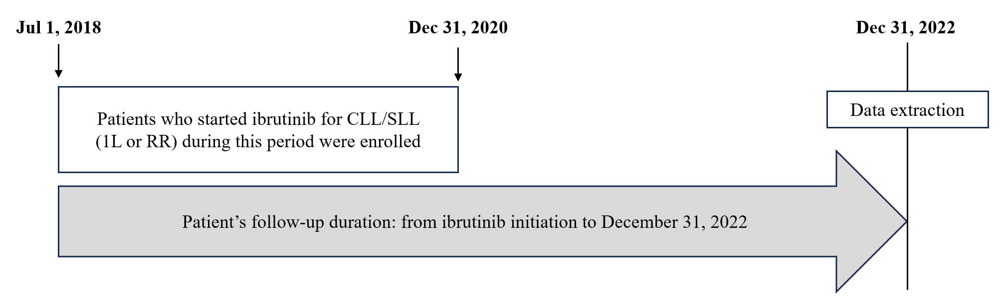 Jul 1, 2018
Dec 31, 2020
Dec 31, 2022
Patients who started ibrutinib for CLL/SLL
(1L or RR) during this period were enrolled
Data extraction
Patient’s follow-up duration: from ibrutinib initiation to December 31, 2022